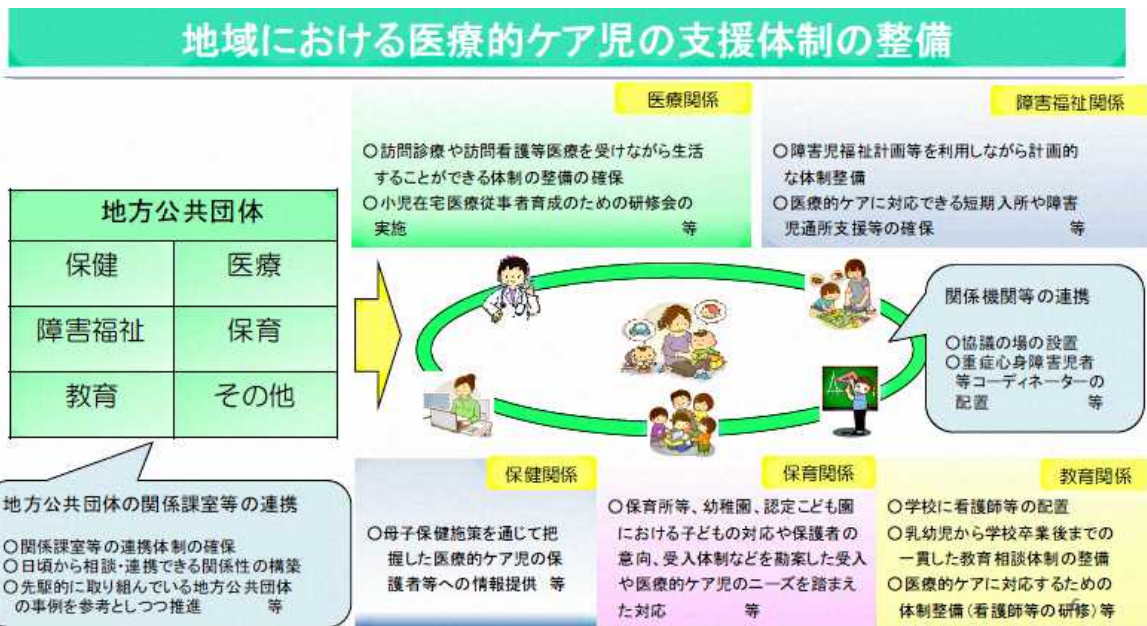 地域における医療的ケア児の支援体制の整備
医療関係
○訪問診療や訪問看護等医療を受けながら生活
することができる体制の整備の確保
○小児在宅医療従事者育成のための研修会の
実施 等
障害福祉関係
○障害児福祉計画等を利用しながら計画的
な体制整備
○医療的ケアに対応できる短期入所や障害
児通所支援等の確保 等
地方公共団体
保健 医療
障害福祉 保育
教育 その他
関係機関等の連携
○協議の場の設置
○重症心身障害児者
等コーディネーターの
配置 等
地方公共団体の関係課室等の連携
○関係課室等の連携体制の確保
○日頃から相談・連携できる関係性の構築
○先駆的に取り組んでいる地方公共団体
の事例を参考としつつ推進 等
保健関係
○母子保健施策を通じて把
握した医療的ケア児の保
護者等への情報提供 等
保育関係
○保育所等、幼稚園、認定こども園
における子どもの対応や保護者の
意向、受入体制などを勘案した受入
や医療的ケア児のニーズを踏まえ
た対応 等
教育関係
○学校に看護師等の配置
○乳幼児から学校卒業後までの
一貫した教育相談体制の整備
○医療的ケアに対応するための
体制整備(看護師等の研修)等